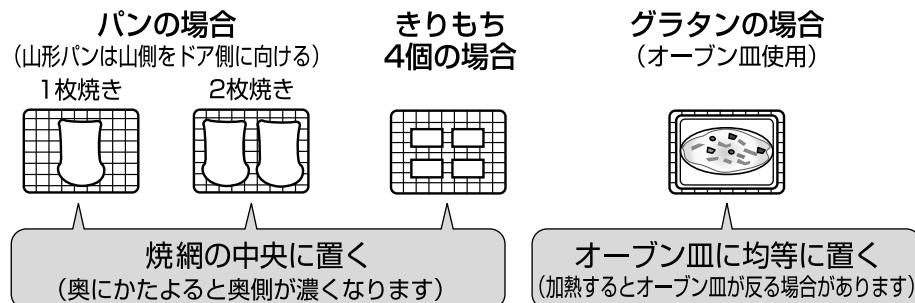 パンの場合
(山形パンは山側をドア側に向ける)
1枚焼き
2枚焼き
きりもち
4個の場合
グラタンの場合
(オーブン皿使用)
焼網の中央に置く
(奥にかたよると奥側が濃くなります)
オーブン皿に均等に置く
(加熱するとオーブン皿が反る場合があります)